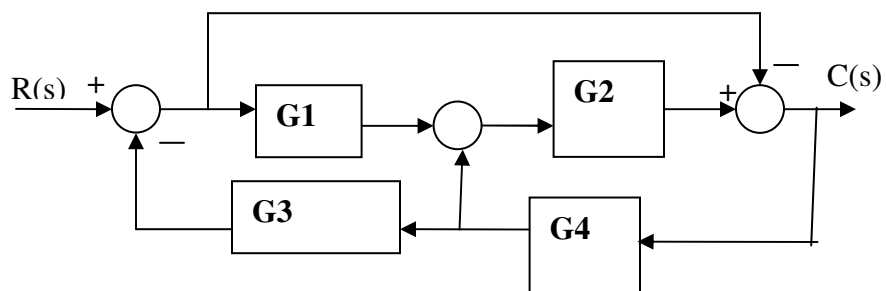 R(s)
+
—
G1
G2
+
—
C(s)
G3
G4